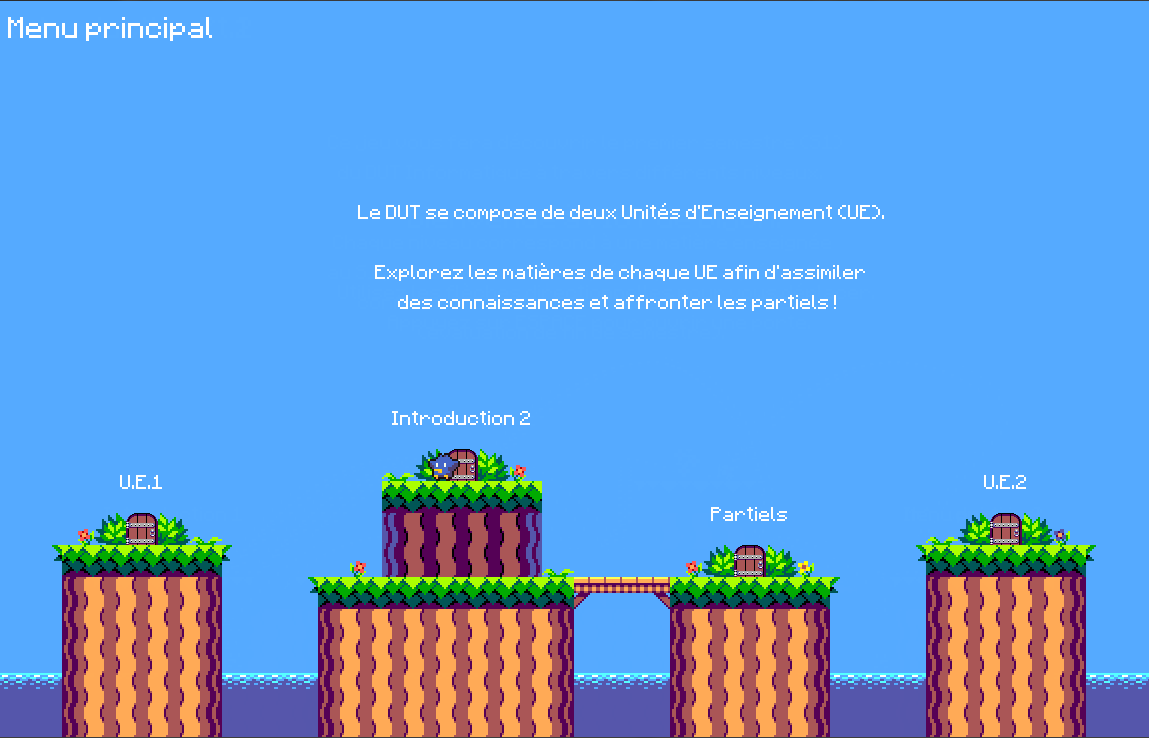 Menu principal
Le DUT se compose de deux Unités d'Enseignement (UE).
Explorez les matières de chaque UE afin d'assimiler
des connaissances et affronter les partiels !
Introduction 2
U.E.1
U.E.2
Partiels